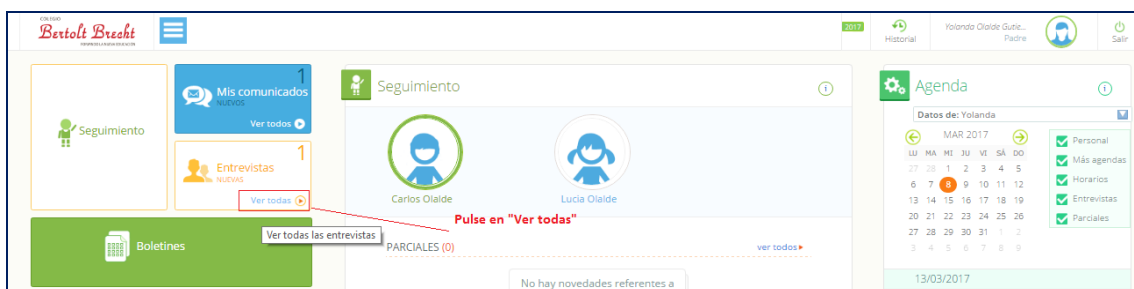 COLEGIO
Bertolt Brecht
2017
Historial
Yolanda Olalde Gutie...
Padre
Salir
Seguimiento
1
Mis comunicados
NUEVOS
Ver todos
1
Entrevistas
NUEVAS
Ver todas
Ver todas las entrevistas
Boletines
Seguimiento
Carlos Olalde
Lucia Olalde
Pulse en "Ver todas"
PARCIALES (0)
ver todos
No hay novedades referentes a
Agenda
Datos de: Yolanda
MAR 2017
LU MA MI JU VI SÁ DO
27 28 1 2 3 4 5
6 7 8 9 10 11 12
13 14 15 16 17 18 19
20 21 22 23 24 25 26
27 28 29 30 31 1 2
3 4 5 6 7 8 9
Personal
Más agendas
Horarios
Entrevistas
Parciales
13/03/2017